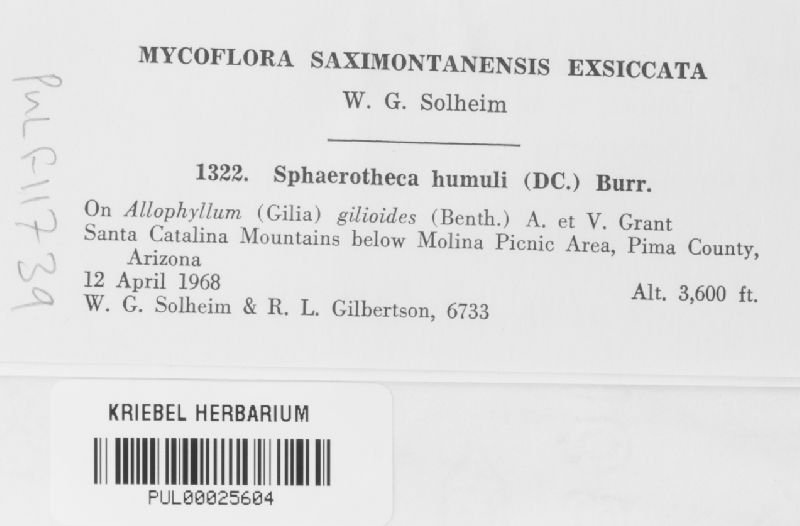 MYCOFLORA SAXIMONTANENSIS EXSICCATA
W. G. Solheim
1322. Sphaerotheca humuli (DC.) Burr.
On Allophyllum (Gilia) gilioides (Benth.) A. et V. Grant
Santa Catalina Mountains below Molina Picnic Area, Pima County,
Arizona
12 April 1968 Alt. 3,600 ft.
W. G. Solheim & R. L. Gilbertson, 6733
PUL F11739
KRIEBEL HERBARIUM
PUL00025604